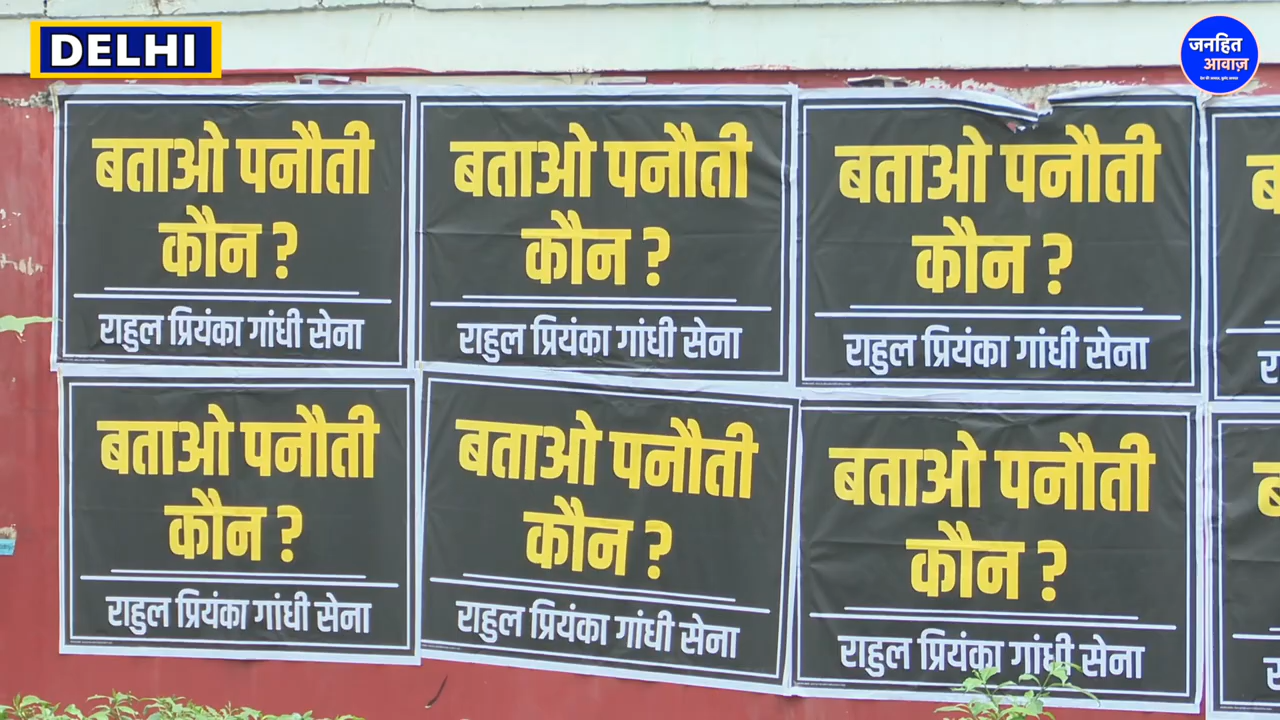 DELHI
जनहित
आवाज़
बताओ पनौती
कौन ?
राहुल प्रियंका गांधी सेना
बताओ पनौती
कौन ?
राहुल प्रियंका गांधी सेना
बताओ पनौती
कौन ?
राहुल प्रियंका गांधी सेना
बताओ पनौती
कौन ?
राहुल प्रियंका गांधी सेना
बताओ पनौती
कौन ?
राहुल प्रियंका गांधी सेना
बताओ पनौती
कौन ?
राहुल प्रियंका गांधी सेना